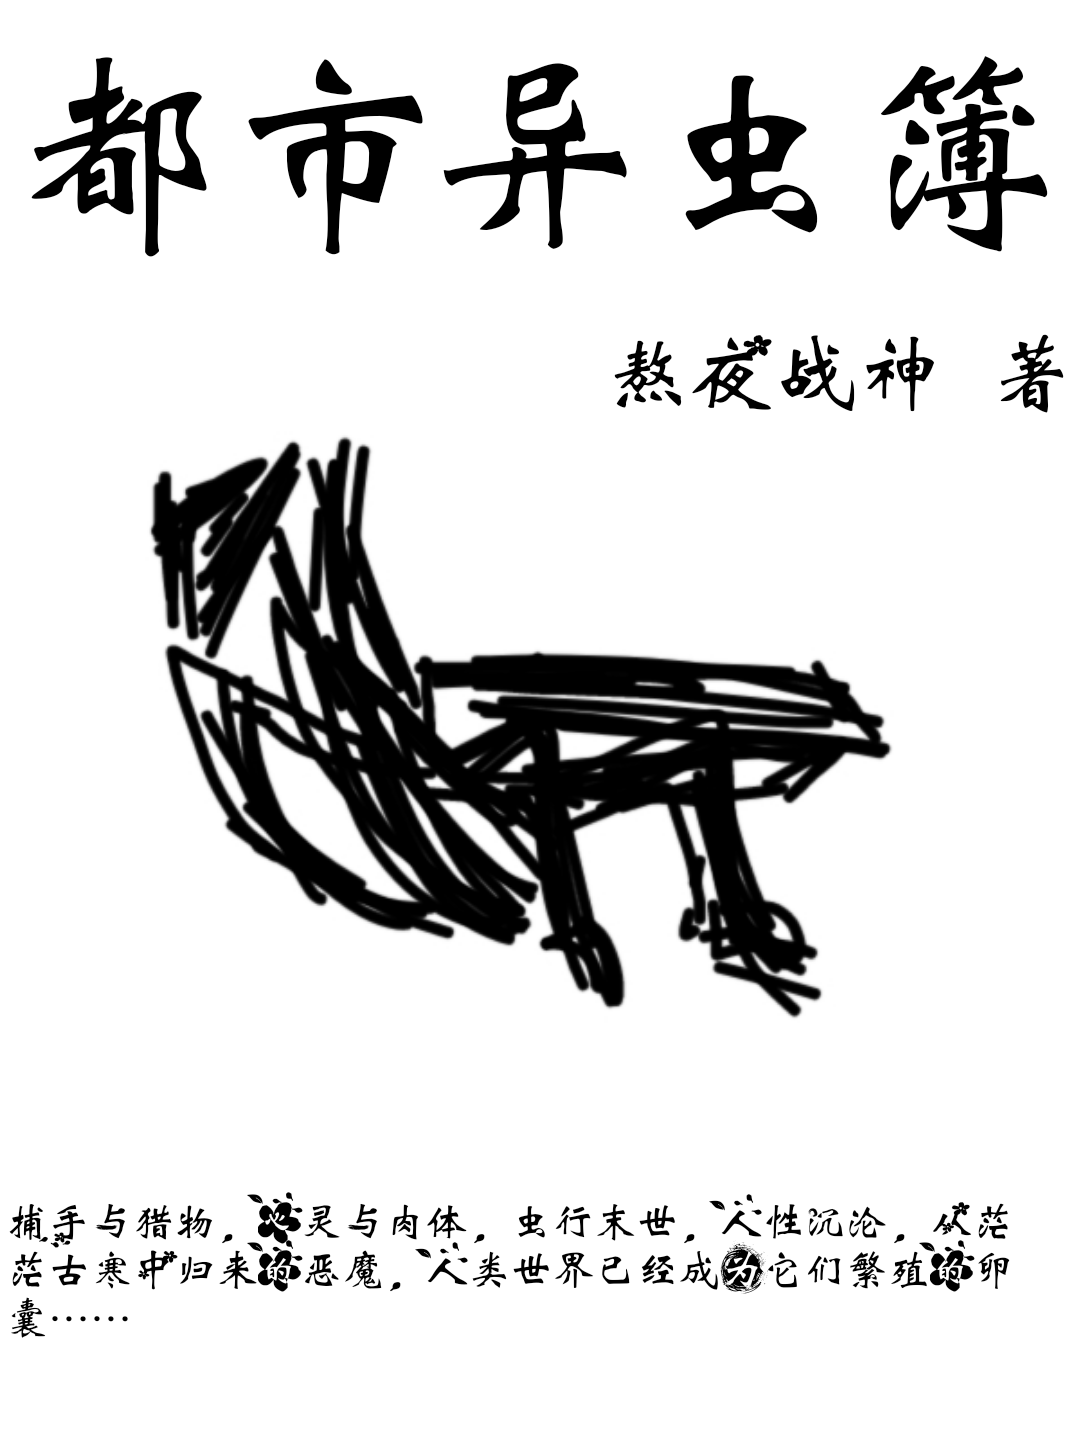 都市异虫簿
熬夜战神 著
捕手与猎物，心灵与肉体，虫行末世，人性沉沦，从茫
茫古寒中归来的恶魔，人类世界已经成为它们繁殖的卵
囊……